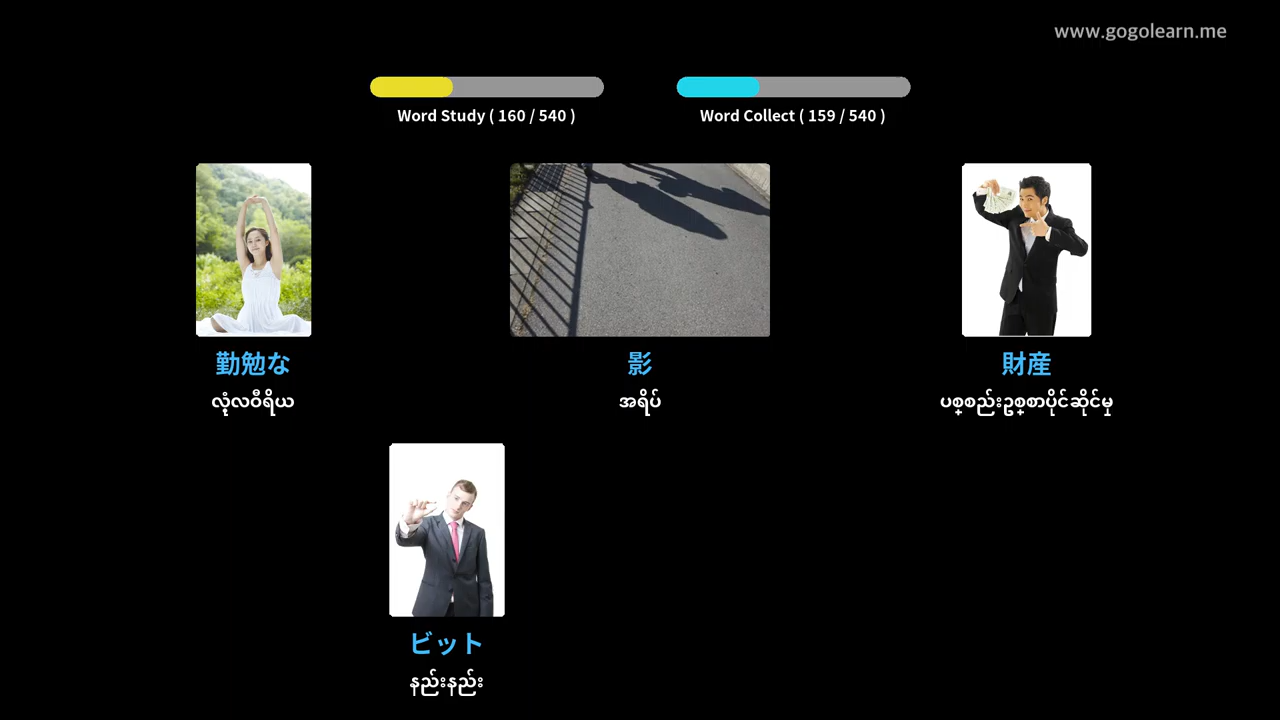 www.gogolearn.me
Word Study ( 160 / 540 )
Word Collect ( 159 / 540 )
勤勉な
影
財産
လုံ့လဝီရိယ
အရိပ်
ပစ္စည်းဥစ္စာပိုင်ဆိုင်မှု
ビット
နည်းနည်း